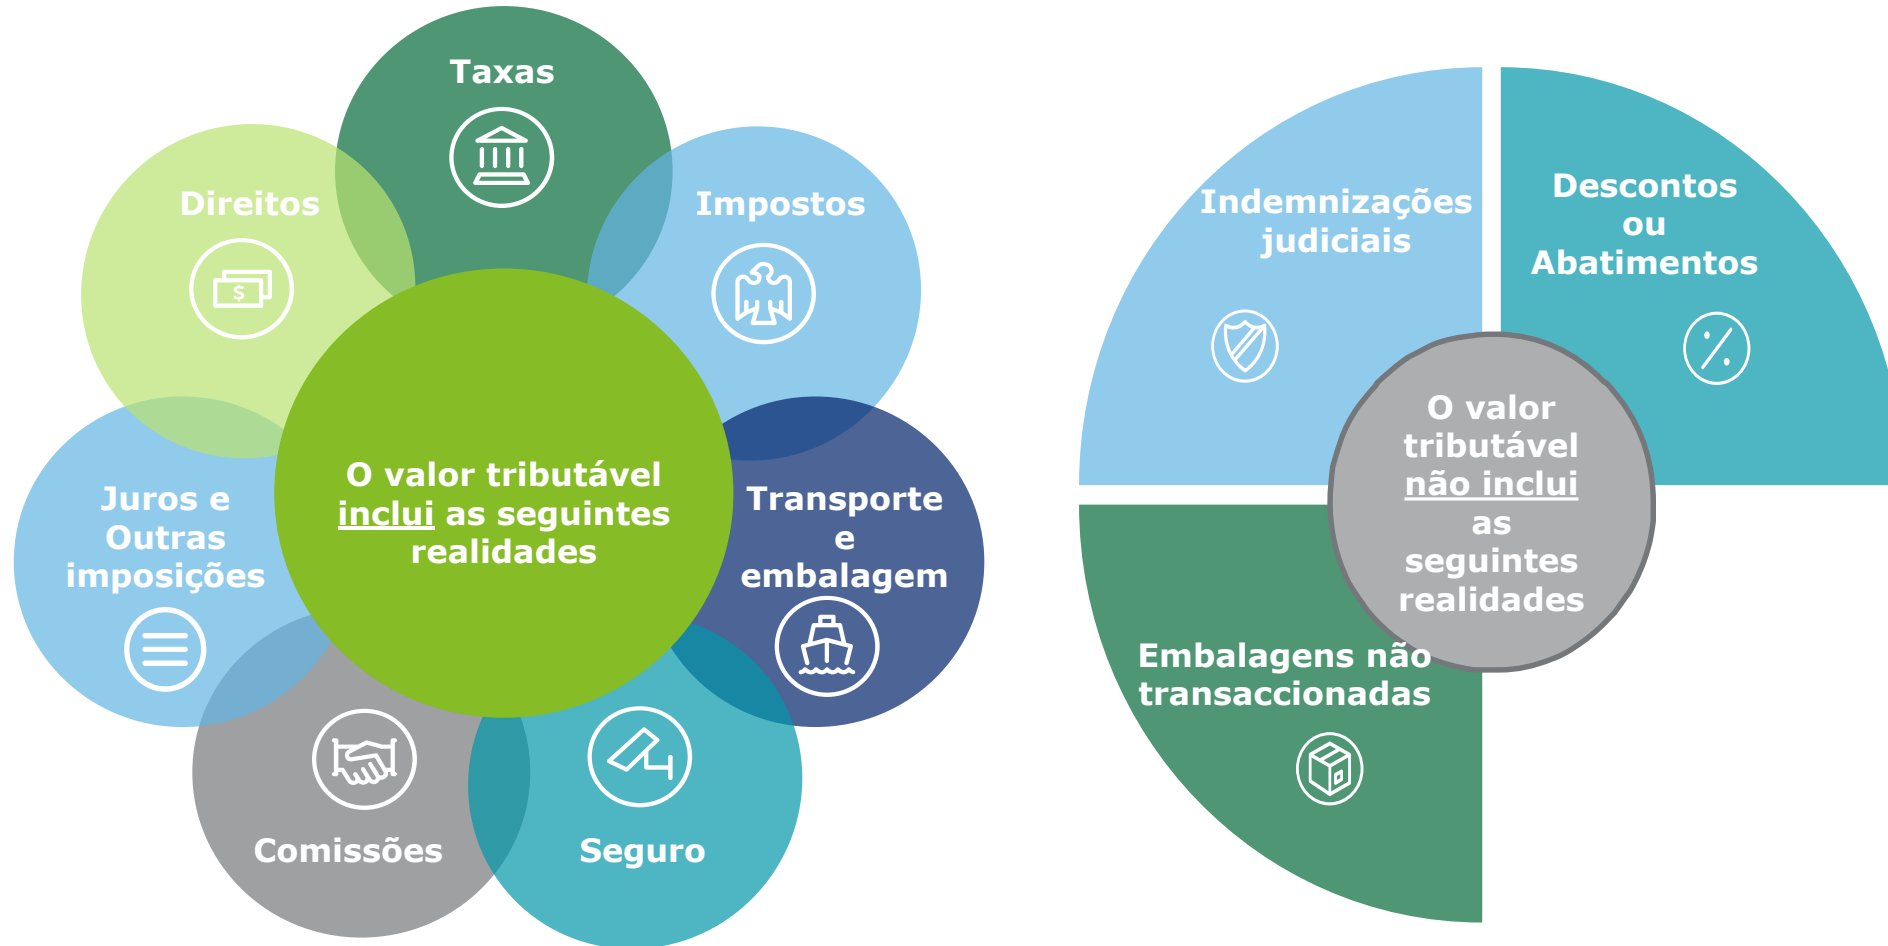 Taxas
Direitos
$
Impostos
Juros e
Outras
imposições
O valor tributável
inclui as seguintes
realidades
Transporte
e
embalagem
Comissões
Seguro
Indemnizações
judiciais
Descontos
ou
Abatimentos
O valor
tributável
não inclui
as
seguintes
realidades
Embalagens não
transaccionadas